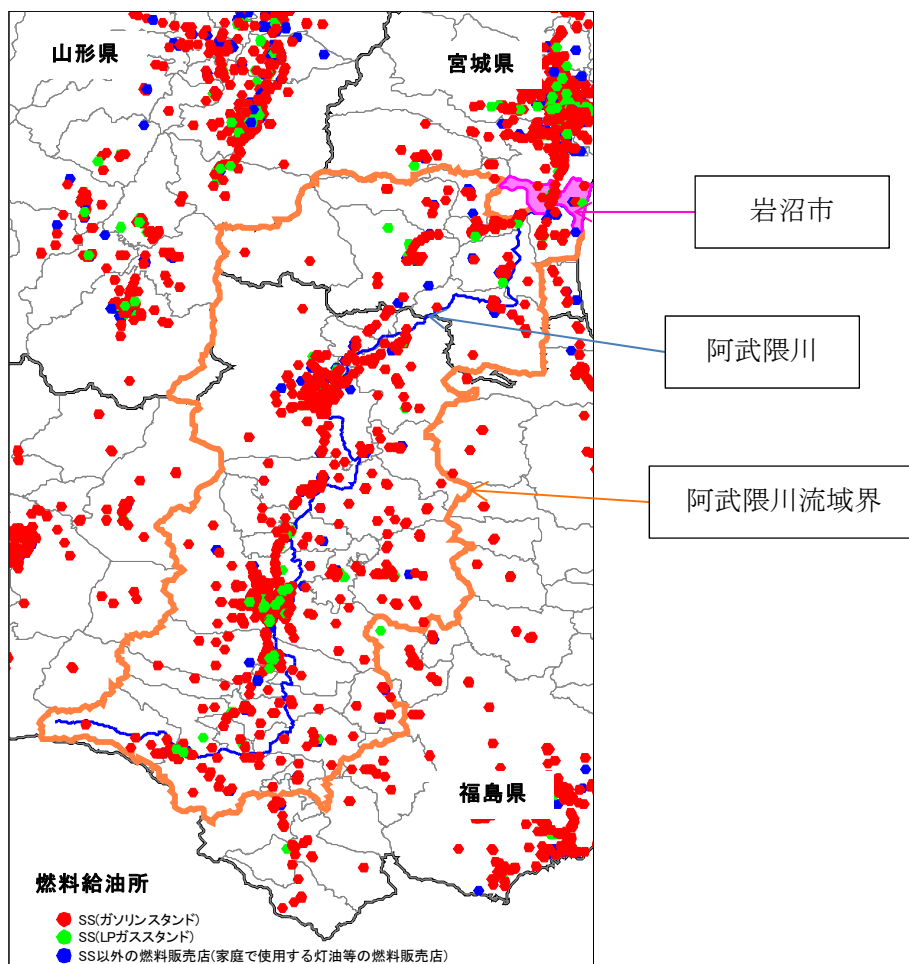 山形県
宮城県
岩沼市
阿武隈川
阿武隈川流域界
福島県
燃料給油所
SS(ガソリンスタンド)
SS(LPガススタンド)
SS以外の燃料販売店(家庭で使用する灯油等の燃料販売店)